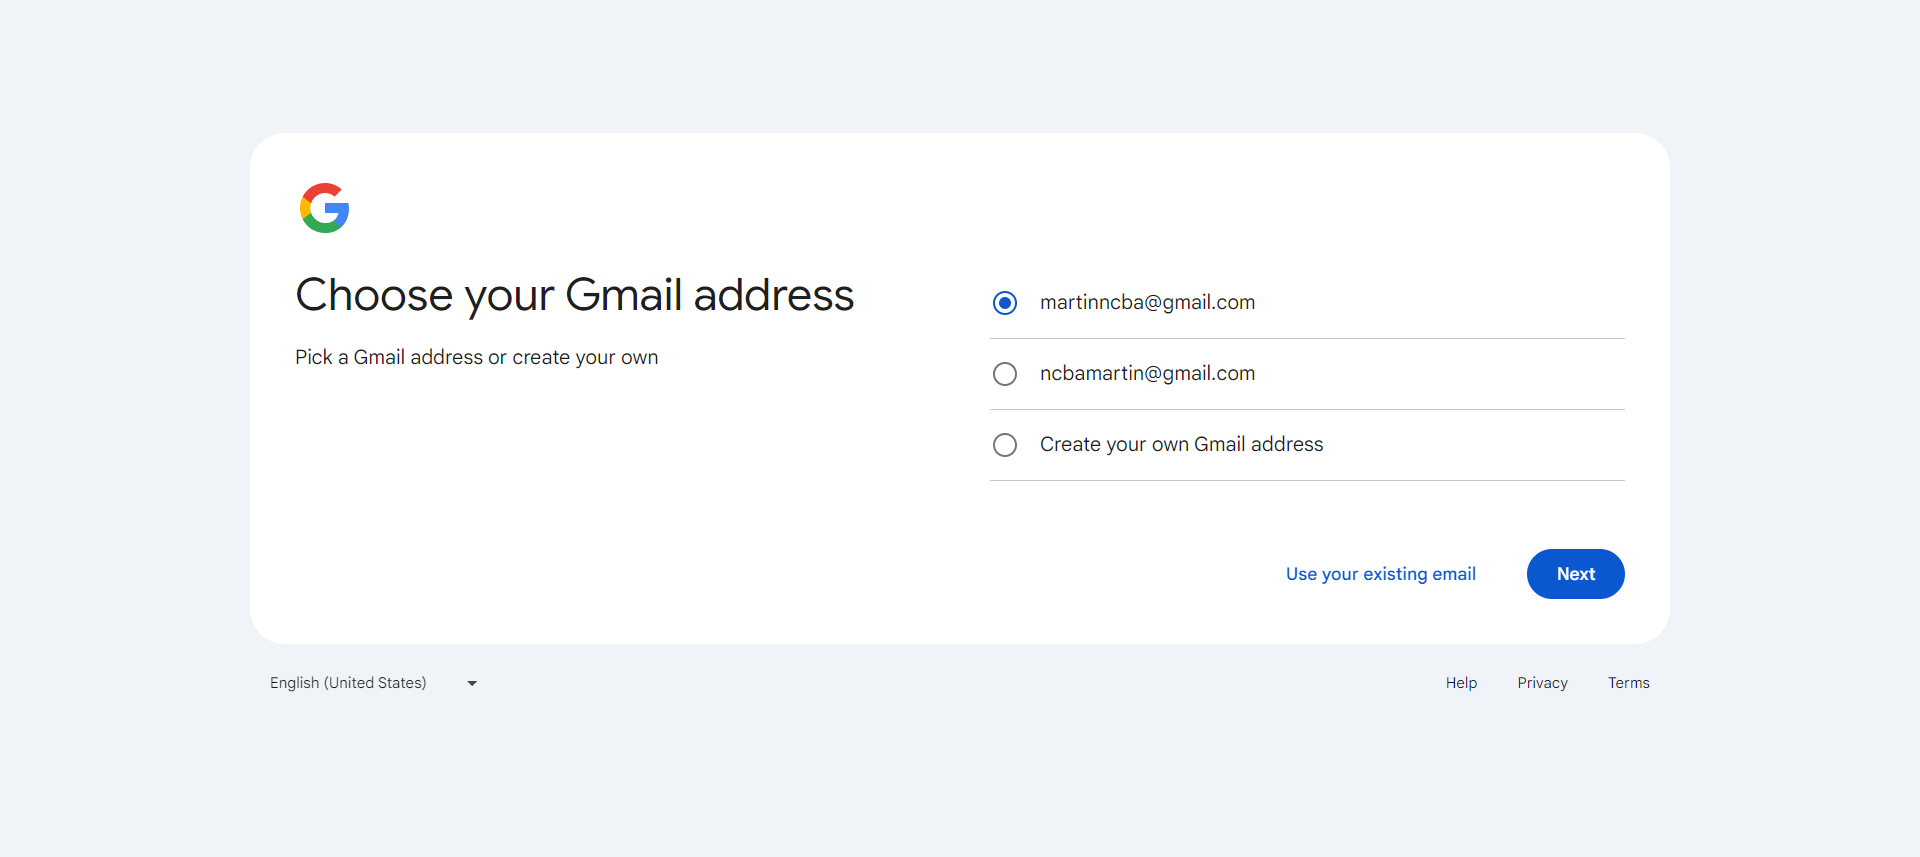 Choose your Gmail address
Pick a Gmail address or create your own
martinncba@gmail.com
ncbamartin@gmail.com
Create your own Gmail address
Use your existing email
Next
English (United States)
Help
Privacy
Terms